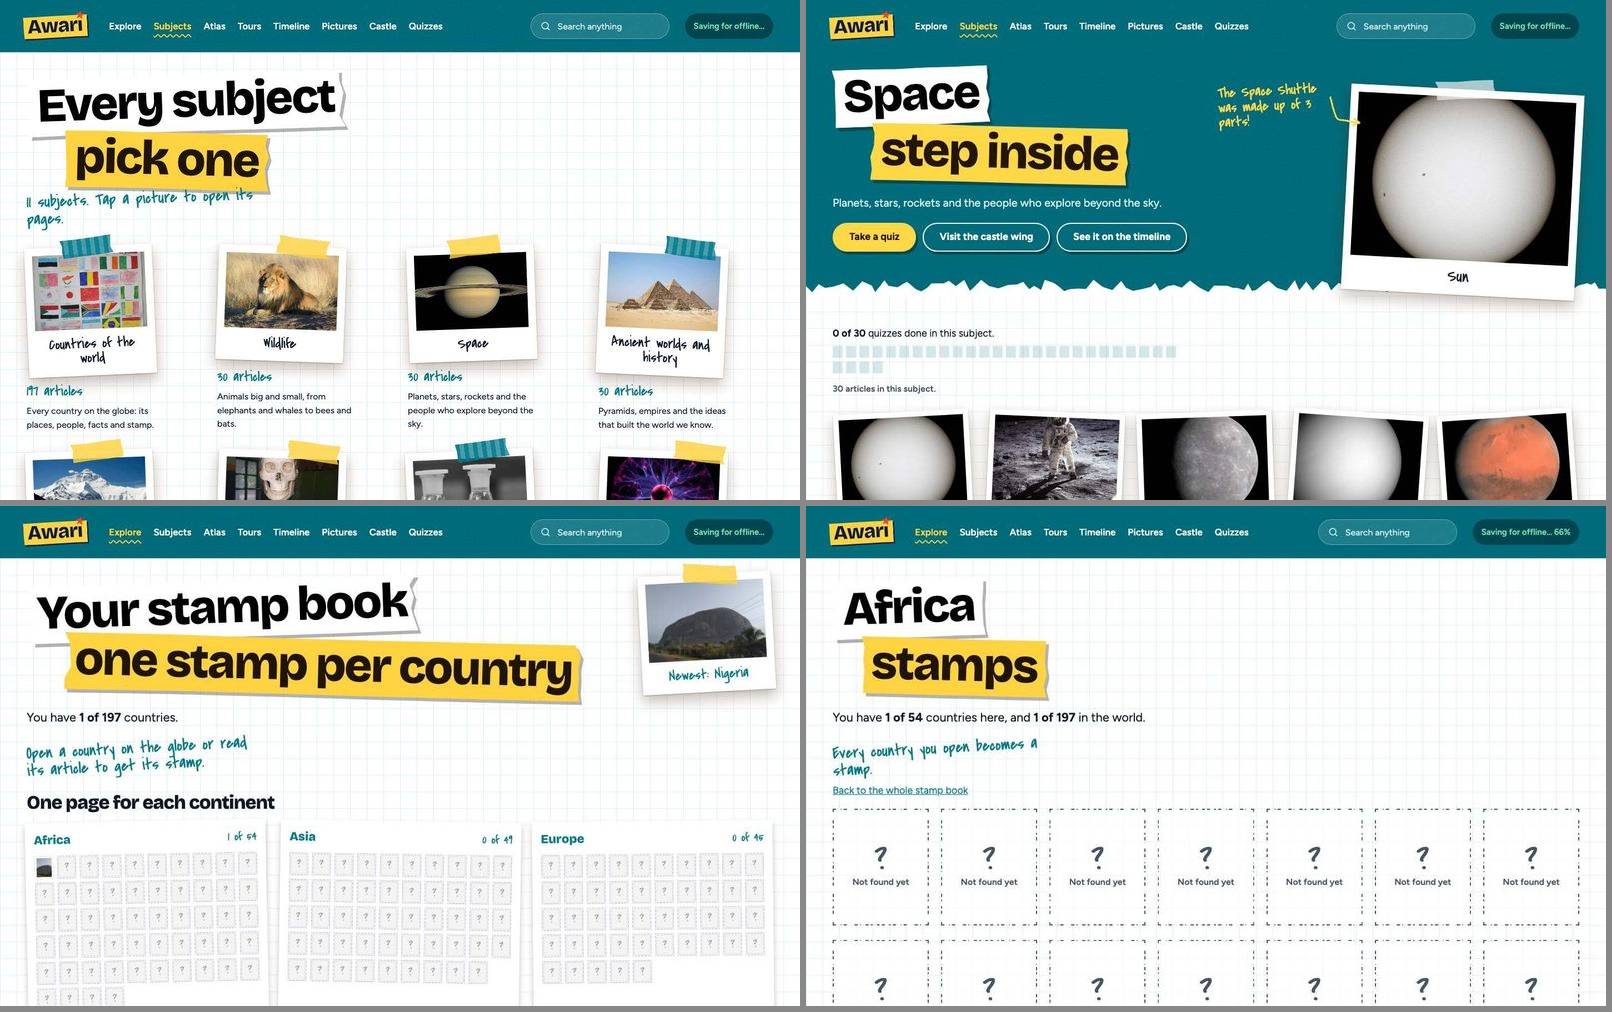 Awari
Explore Subjects Atlas Tours Timeline Pictures Castle Quizzes
Search anything
Saving for offline...
Every subject
pick one
11 subjects. Tap a picture to open its
pages.
Countries of the
world
197 articles
Every country on the globe: its
places, people, facts and stamp.
Wildlife
30 articles
Animals big and small, from
elephants and whales to bees and
bats.
Space
30 articles
Planets, stars, rockets and the
people who explore beyond the
sky.
Ancient worlds and
history
30 articles
Pyramids, empires and the ideas
that built the world we know.
Awari
Explore Subjects Atlas Tours Timeline Pictures Castle Quizzes
Search anything
Saving for offline...
Space
step inside
Planets, stars, rockets and the people who explore beyond the sky.
Take a quiz
Visit the castle wing
See it on the timeline
The Space Shuttle
was made up of 3
parts!
Sun
0 of 30 quizzes done in this subject.
30 articles in this subject.
Awari
Explore Subjects Atlas Tours Timeline Pictures Castle Quizzes
Search anything
Saving for offline...
Your stamp book
one stamp per country
Newest: Nigeria
You have 1 of 197 countries.
Open a country on the globe or read
its article to get its stamp.
One page for each continent
Africa
1 of 54
Asia
0 of 49
Europe
0 of 45
Awari
Explore Subjects Atlas Tours Timeline Pictures Castle Quizzes
Search anything
Saving for offline... 66%
Africa
stamps
You have 1 of 54 countries here, and 1 of 197 in the world.
Every country you open becomes a
stamp.
Back to the whole stamp book
? ? ? ? ? ? ?
Not found yet Not found yet Not found yet Not found yet Not found yet Not found yet Not found yet
? ? ? ? ? ? ?